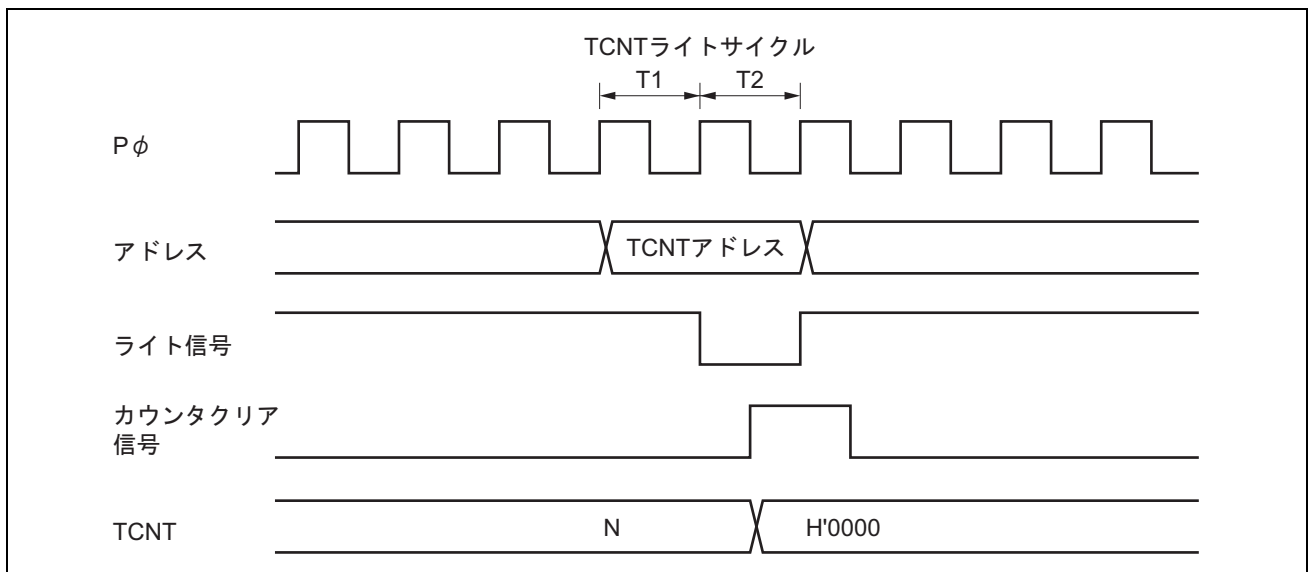 TCNTライトサイクル
T1 T2
Pφ
アドレス TCNTアドレス
ライト信号
カウンタクリア
信号
TCNT N H'0000